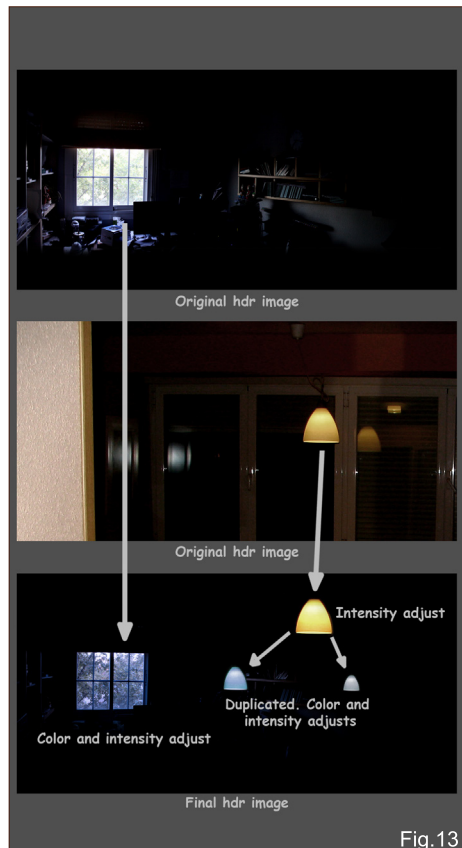 Original hdr image
Original hdr image
Intensity adjust
Duplicated. Color and
intensity adjusts
Color and intensity adjust
Final hdr image
Fig.13